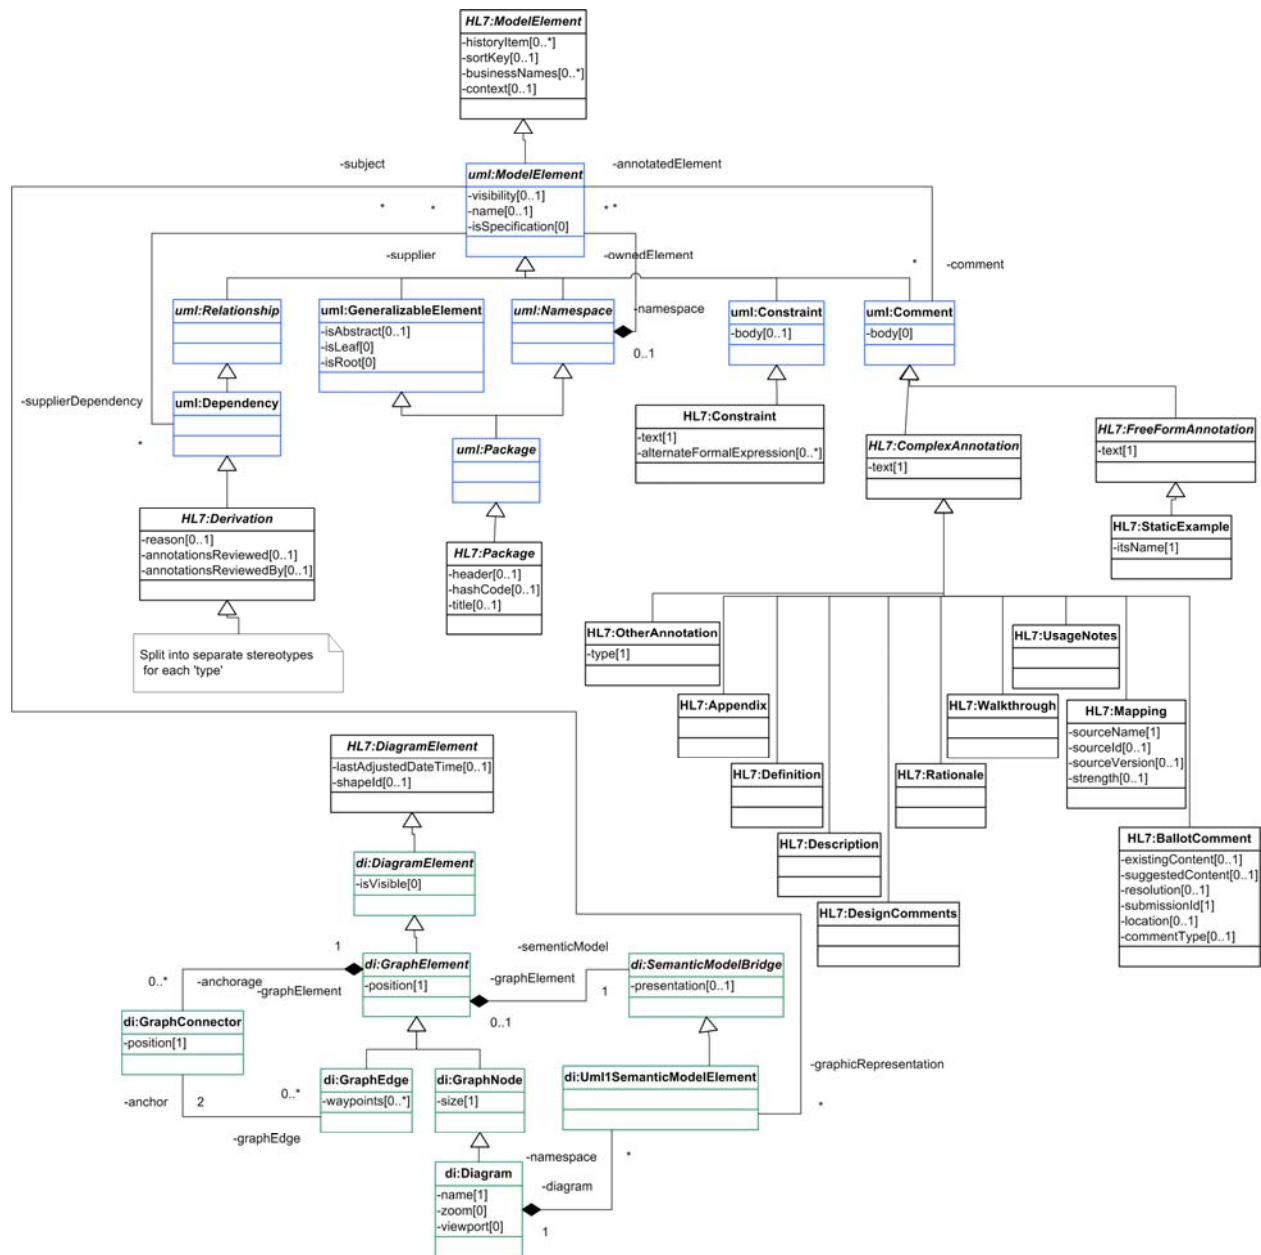 HL7:ModelElement
-historyItem[0..*]
-sortKey[0..1]
-businessNames[0..*]
-context[0..1]
-subject
-annotatedElement
uml:ModelElement
-visibility[0..1]
-name[0..1]
-isSpecification[0]
*
*
*
*
-supplier
-ownedElement
*
-comment
uml:Relationship
uml:GeneralizableElement
-isAbstract[0..1]
-isLeaf[0]
-isRoot[0]
uml:Namespace
-namespace
0..1
uml:Constraint
-body[0..1]
uml:Comment
-body[0]
-supplierDependency
*
uml:Dependency
uml:Package
HL7:Constraint
-text[1]
-alternateFormalExpression[0..*]
HL7:ComplexAnnotation
-text[1]
HL7:FreeFormAnnotation
-text[1]
HL7:StaticExample
-itsName[1]
HL7:Derivation
-reason[0..1]
-annotationsReviewed[0..1]
-annotationsReviewedBy[0..1]
HL7:Package
-header[0..1]
-hashCode[0..1]
-title[0..1]
Split into separate stereotypes
for each 'type'
HL7:OtherAnnotation
-type[1]
HL7:UsageNotes
HL7:Appendix
HL7:Walkthrough
HL7:Mapping
-sourceName[1]
-sourceId[0..1]
-sourceVersion[0..1]
-strength[0..1]
HL7:Definition
HL7:Rationale
HL7:Description
HL7:BallotComment
-existingContent[0..1]
-suggestedContent[0..1]
-resolution[0..1]
-submissionId[1]
-location[0..1]
-commentType[0..1]
HL7:DesignComments
HL7:DiagramElement
-lastAdjustedDateTime[0..1]
-shapeId[0..1]
di:DiagramElement
-isVisible[0]
1
-sementicModel
0..*
-anchorage
-graphElement
di:GraphElement
-position[1]
-graphElement
0..1
1
di:SemanticModelBridge
-presentation[0..1]
di:GraphConnector
-position[1]
-anchor
2
0..*
-graphEdge
di:GraphEdge
-waypoints[0..*]
di:GraphNode
-size[1]
di:Uml1SemanticModelElement
-graphicRepresentation
*
-namespace
*
-diagram
1
di:Diagram
-name[1]
-zoom[0]
-viewport[0]